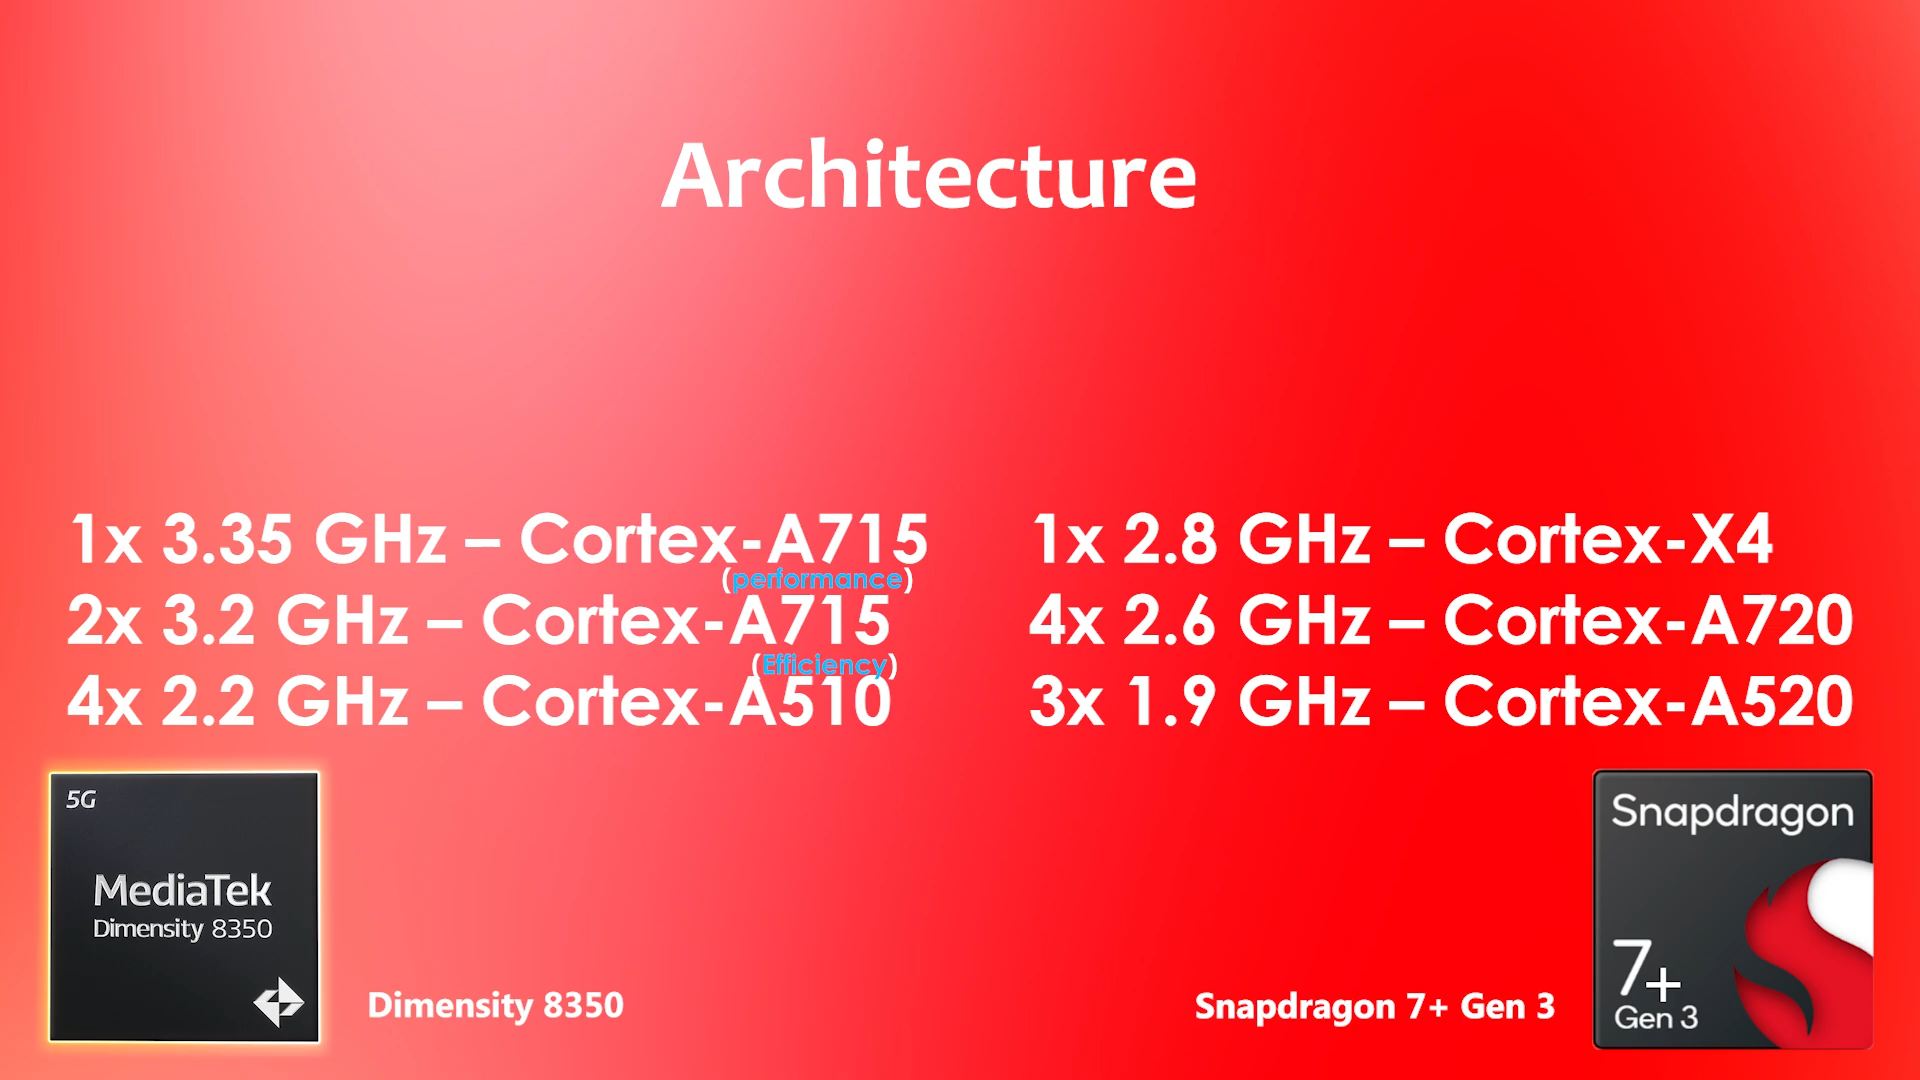 Architecture
1x 3.35 GHz – Cortex-A715
(performance)
2x 3.2 GHz – Cortex-A715
(Efficiency)
4x 2.2 GHz – Cortex-A510
1x 2.8 GHz – Cortex-X4
4x 2.6 GHz – Cortex-A720
3x 1.9 GHz – Cortex-A520
5G
MediaTek
Dimensity 8350
Dimensity 8350
Snapdragon 7+ Gen 3
Snapdragon
7+
Gen 3